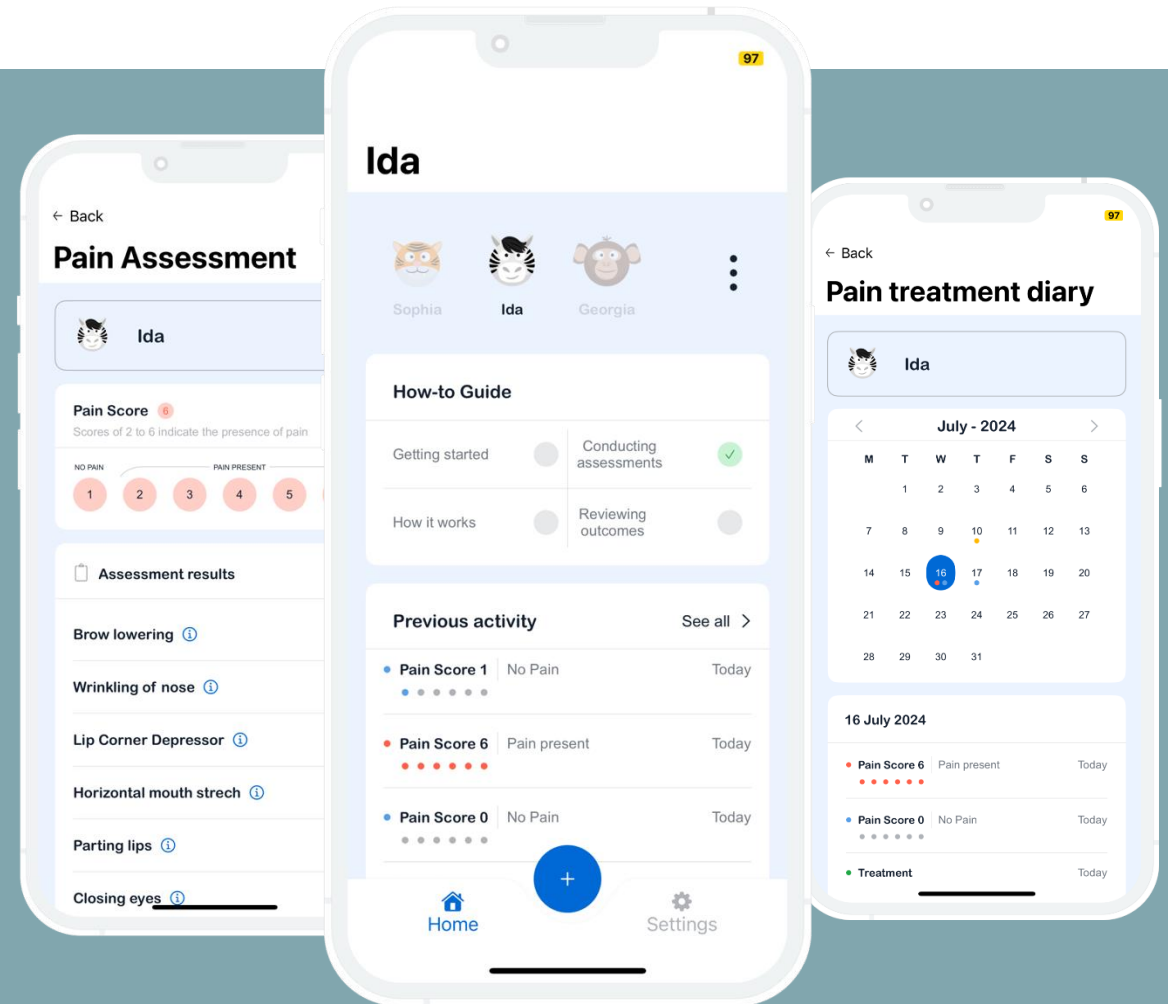 ← Back
Pain Assessment
Ida
Pain Score 6
Scores of 2 to 6 indicate the presence of pain
NO PAIN PAIN PRESENT
1 2 3 4 5
Assessment results
Brow lowering
Wrinkling of nose
Lip Corner Depressor
Horizontal mouth strech
Parting lips
Closing eyes
97
Ida
Sophia Ida Georgia
How-to Guide
Getting started
Conducting
assessments
How it works
Reviewing
outcomes
Previous activity See all >
Pain Score 1 No Pain Today
Pain Score 6 Pain present Today
Pain Score 0 No Pain Today
+
Home Settings
97
← Back
Pain treatment diary
Ida
< July - 2024 >
M T W T F S S
1 2 3 4 5 6
7 8 9 10 11 12 13
14 15 16 17 18 19 20
21 22 23 24 25 26 27
28 29 30 31
16 July 2024
Pain Score 6 Pain present Today
Pain Score 0 No Pain Today
Treatment Today